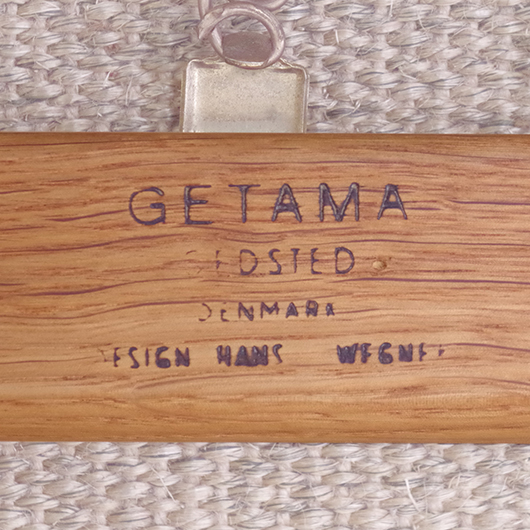 GETAMA
GEDSTED
DENMARK
DESIGN HANS WEGNER